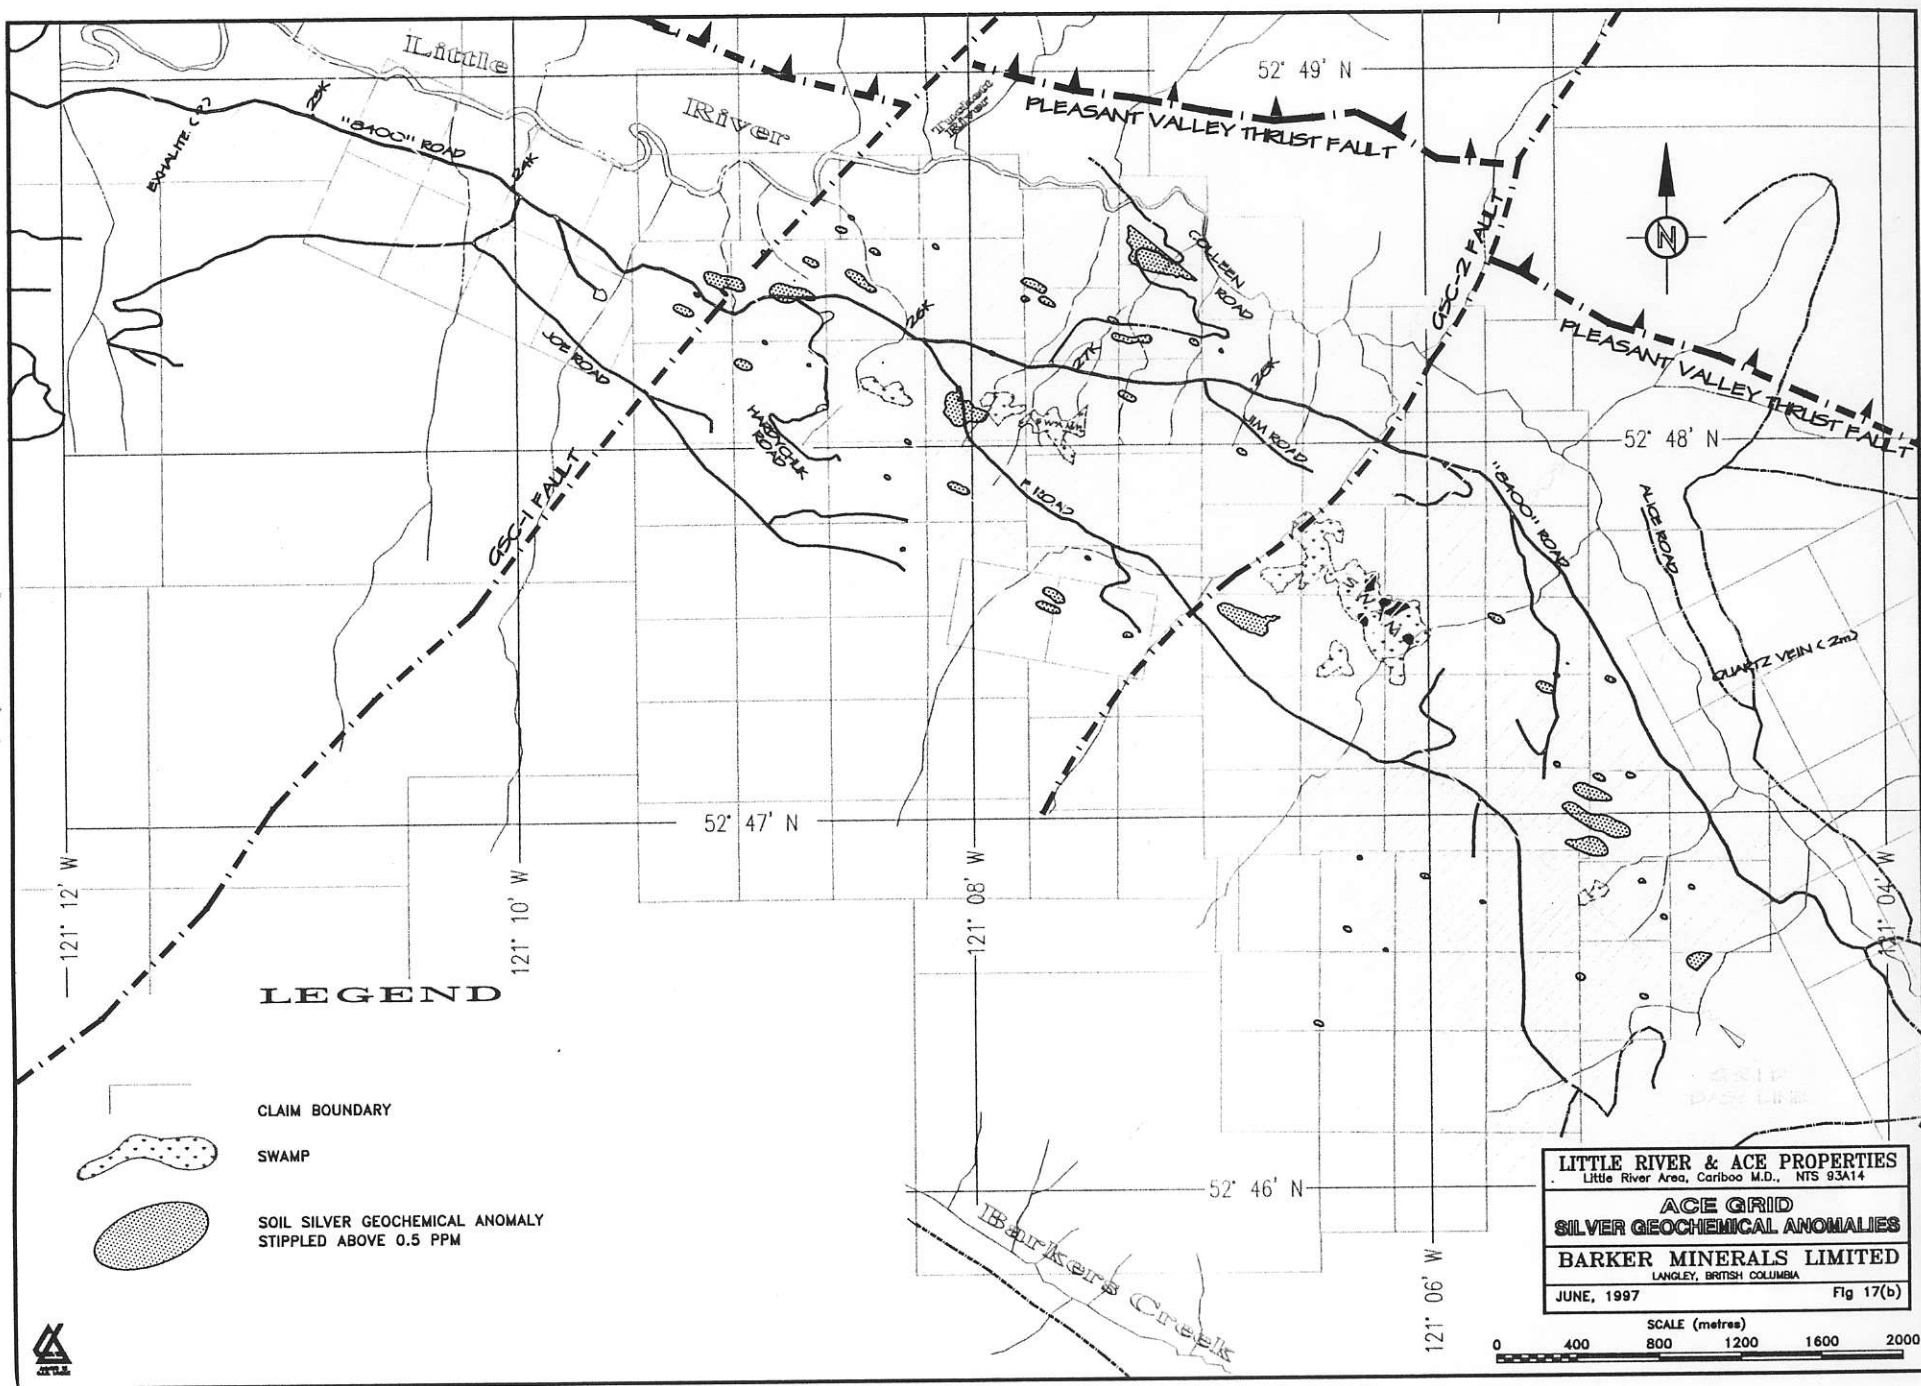 Little
River
Tucket
River
52° 49' N
PLEASANT VALLEY THRUST FAULT
25K
"8400" ROAD
EXHALITE (?)
24K
COLLEEN
ROAD
GSC-2 FAULT
N
PLEASANT VALLEY THRUST FAULT
26K
27K
JOE ROAD
HARDYCHUK
ROAD
JIM ROAD
52° 48' N
GSC-1 FAULT
ROAD
"8400" ROAD
ALICE ROAD
SWAMP
QUARTZ VEIN (2m)
52° 47' N
121° 12' W
121° 10' W
121° 08' W
121° 04' W
LEGEND
CLAIM BOUNDARY
SWAMP
SOIL SILVER GEOCHEMICAL ANOMALY
STIPPLED ABOVE 0.5 PPM
52° 46' N
Barkers Creek
121° 06' W
LITTLE RIVER & ACE PROPERTIES
Little River Area, Cariboo M.D., NTS 93A14
ACE GRID
SILVER GEOCHEMICAL ANOMALIES
BARKER MINERALS LIMITED
LANGLEY, BRITISH COLUMBIA
JUNE, 1997 Fig 17(b)
SCALE (metres)
0 400 800 1200 1600 2000